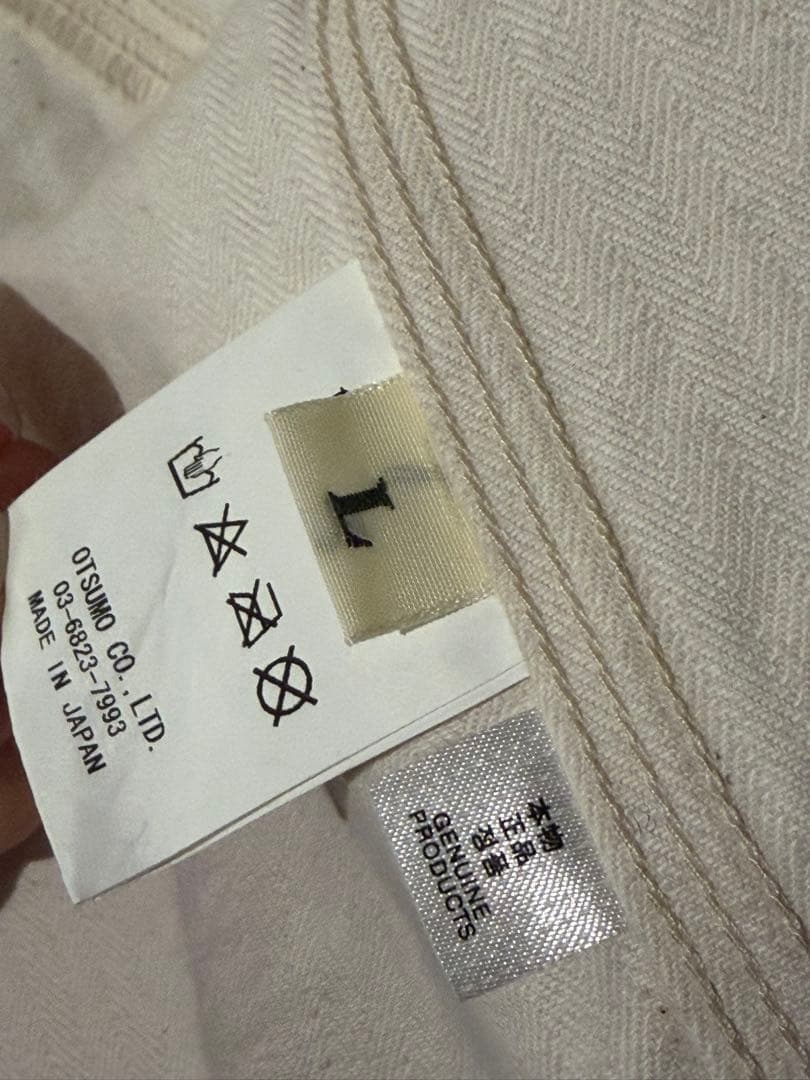 L
OTSUMO CO.,LTD.
03-6823-7993
MADE IN JAPAN
本物
正品
정품
GENUINE
PRODUCTS